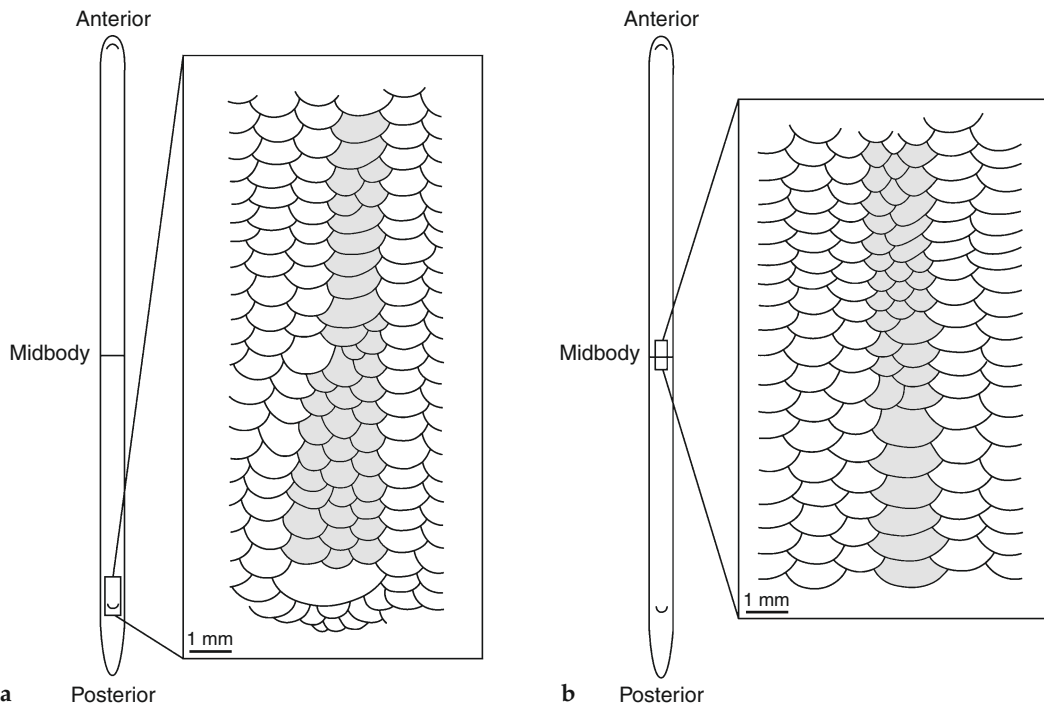 Anterior
Midbody
1 mm
a
Posterior
Anterior
Midbody
1 mm
b
Posterior